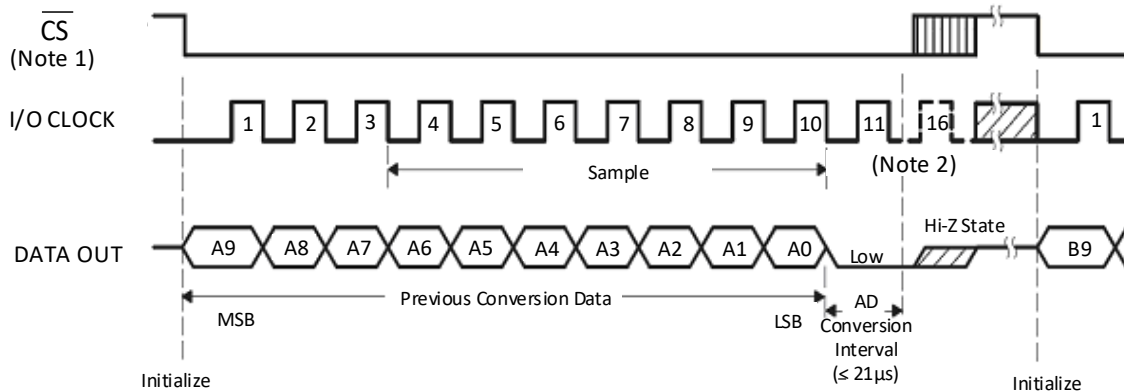 CS
(Note 1)
I/O CLOCK
1 2 3 4 5 6 7 8 9 10 11 16 1
Sample
(Note 2)
DATA OUT
A9 A8 A7 A6 A5 A4 A3 A2 A1 A0
Low
Hi-Z State
B9
Previous Conversion Data
MSB
LSB
AD
Conversion
Interval
(≤ 21µs)
Initialize
Initialize